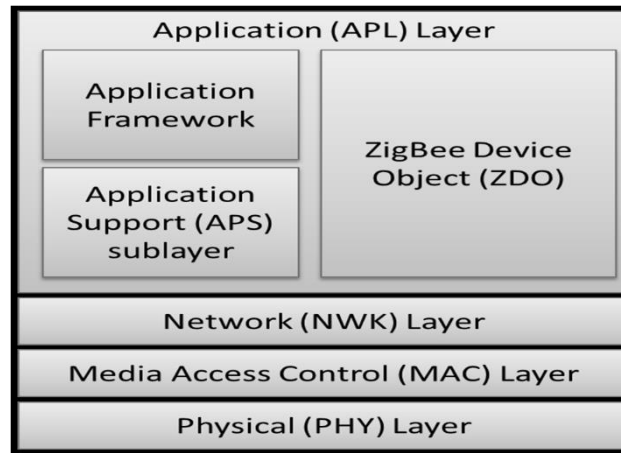 Application (APL) Layer
Application
Framework
Application
Support (APS)
sublayer
ZigBee Device
Object (ZDO)
Network (NWK) Layer
Media Access Control (MAC) Layer
Physical (PHY) Layer